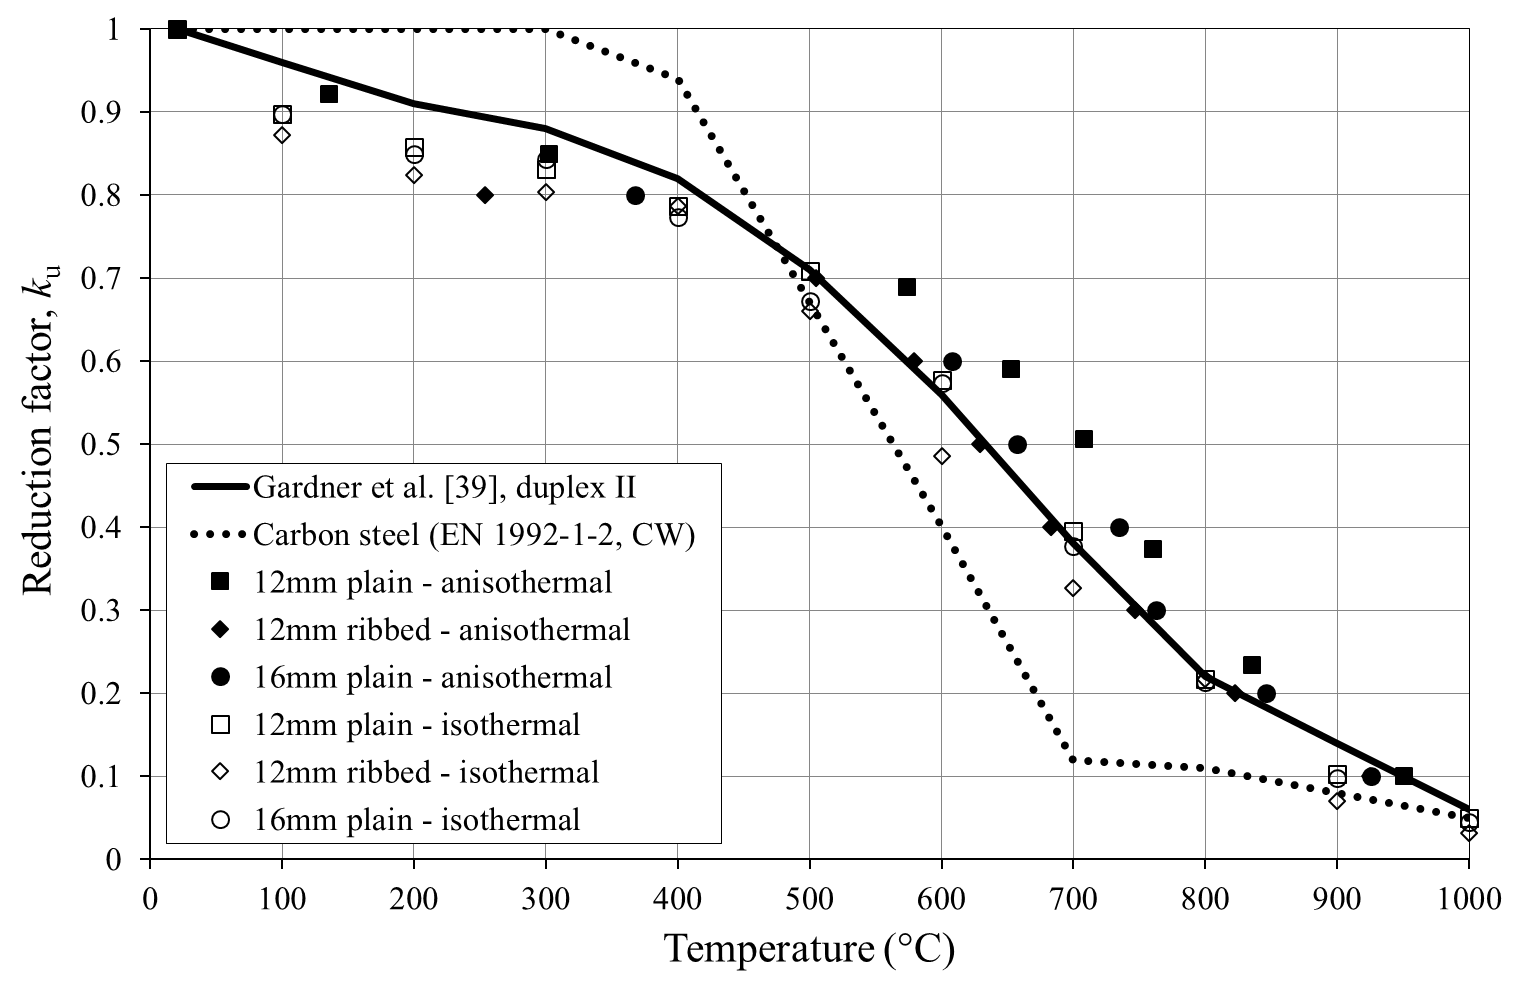 1
0.9
0.8
0.7
0.6
0.5
0.4
0.3
0.2
0.1
0
Reduction factor, ku
Gardner et al. [39], duplex II
Carbon steel (EN 1992-1-2, CW)
12mm plain - anisothermal
12mm ribbed - anisothermal
16mm plain - anisothermal
12mm plain - isothermal
12mm ribbed - isothermal
16mm plain - isothermal
0 100 200 300 400 500 600 700 800 900 1000
Temperature (°C)